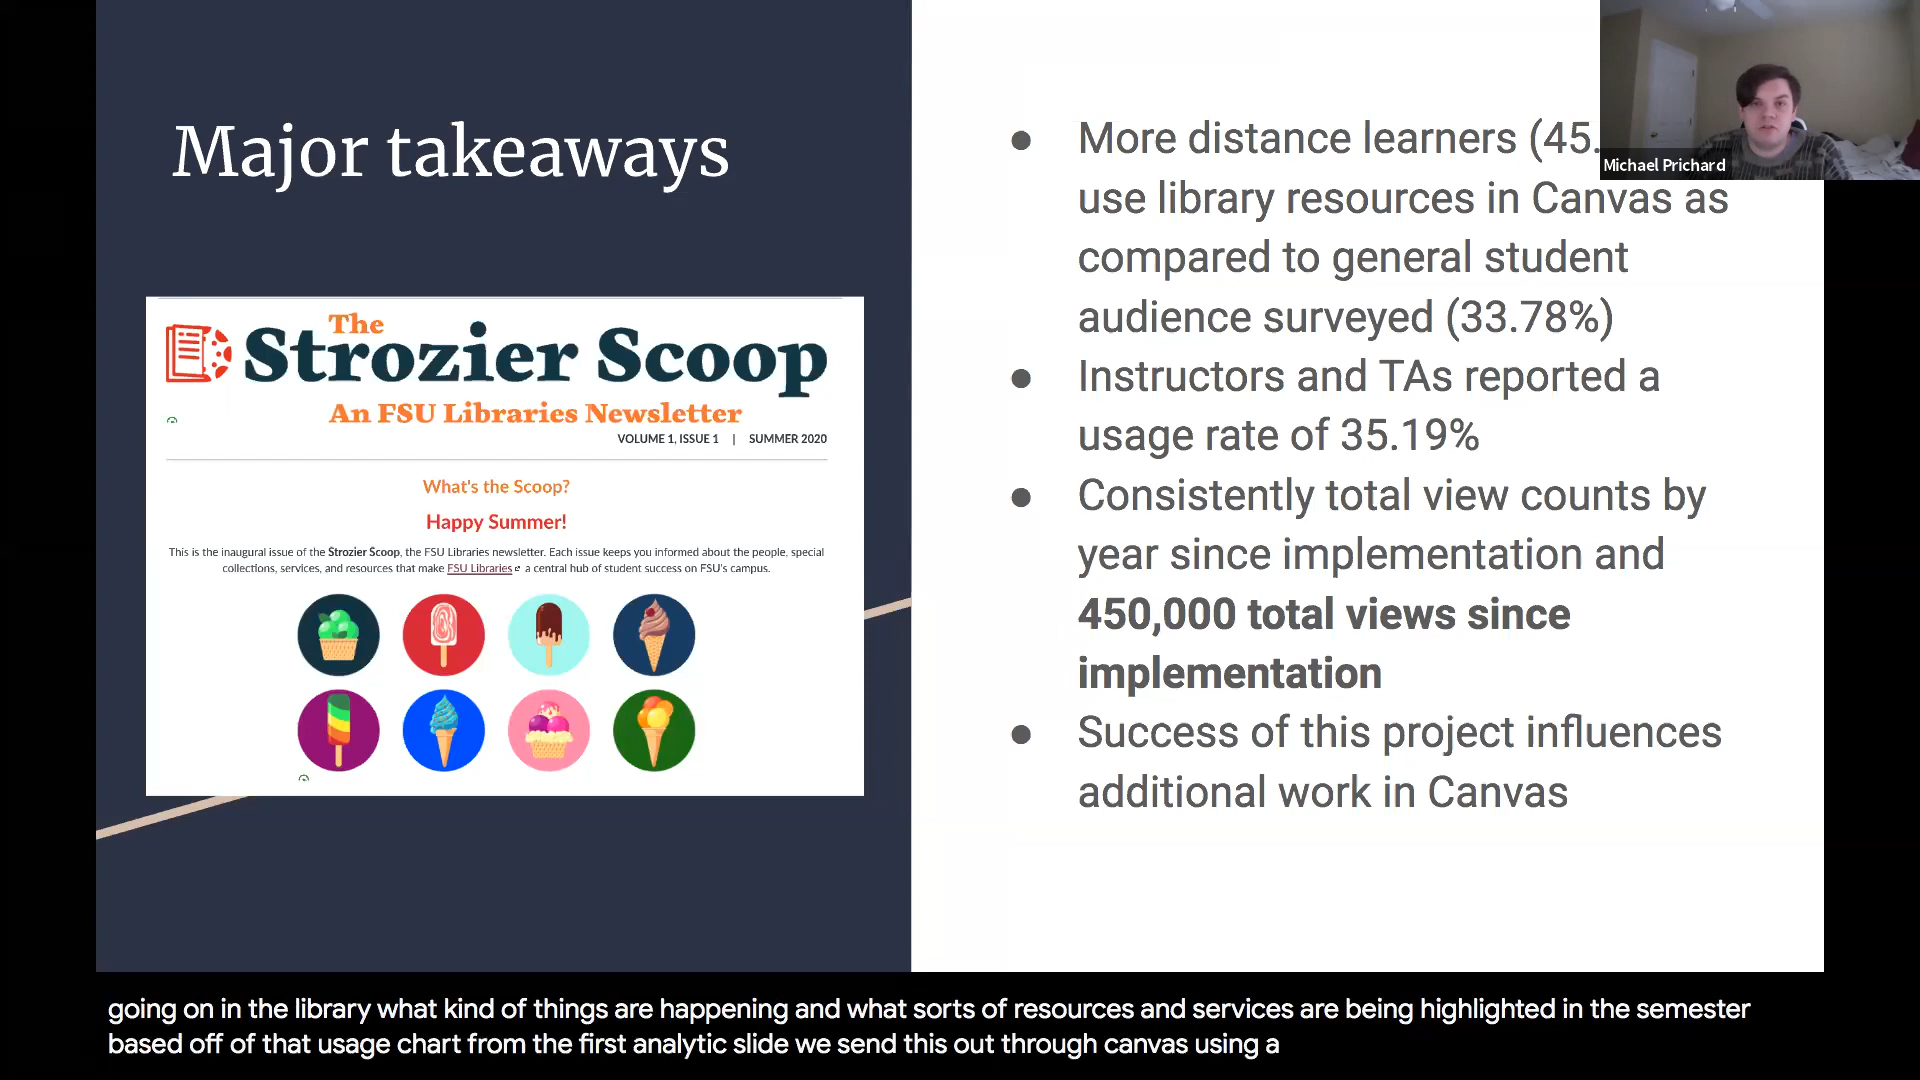 Major takeaways
The
Strozier Scoop
An FSU Libraries Newsletter
VOLUME 1, ISSUE 1 | SUMMER 2020
What's the Scoop?
Happy Summer!
This is the inaugural issue of the Strozier Scoop, the FSU Libraries newsletter. Each issue keeps you informed about the people, special
collections, services, and resources that make FSU Libraries a central hub of student success on FSU's campus.
● More distance learners (45.
use library resources in Canvas as
compared to general student
audience surveyed (33.78%)
● Instructors and TAs reported a
usage rate of 35.19%
● Consistently total view counts by
year since implementation and
450,000 total views since
implementation
● Success of this project influences
additional work in Canvas
Michael Prichard
going on in the library what kind of things are happening and what sorts of resources and services are being highlighted in the semester
based off of that usage chart from the first analytic slide we send this out through canvas using a